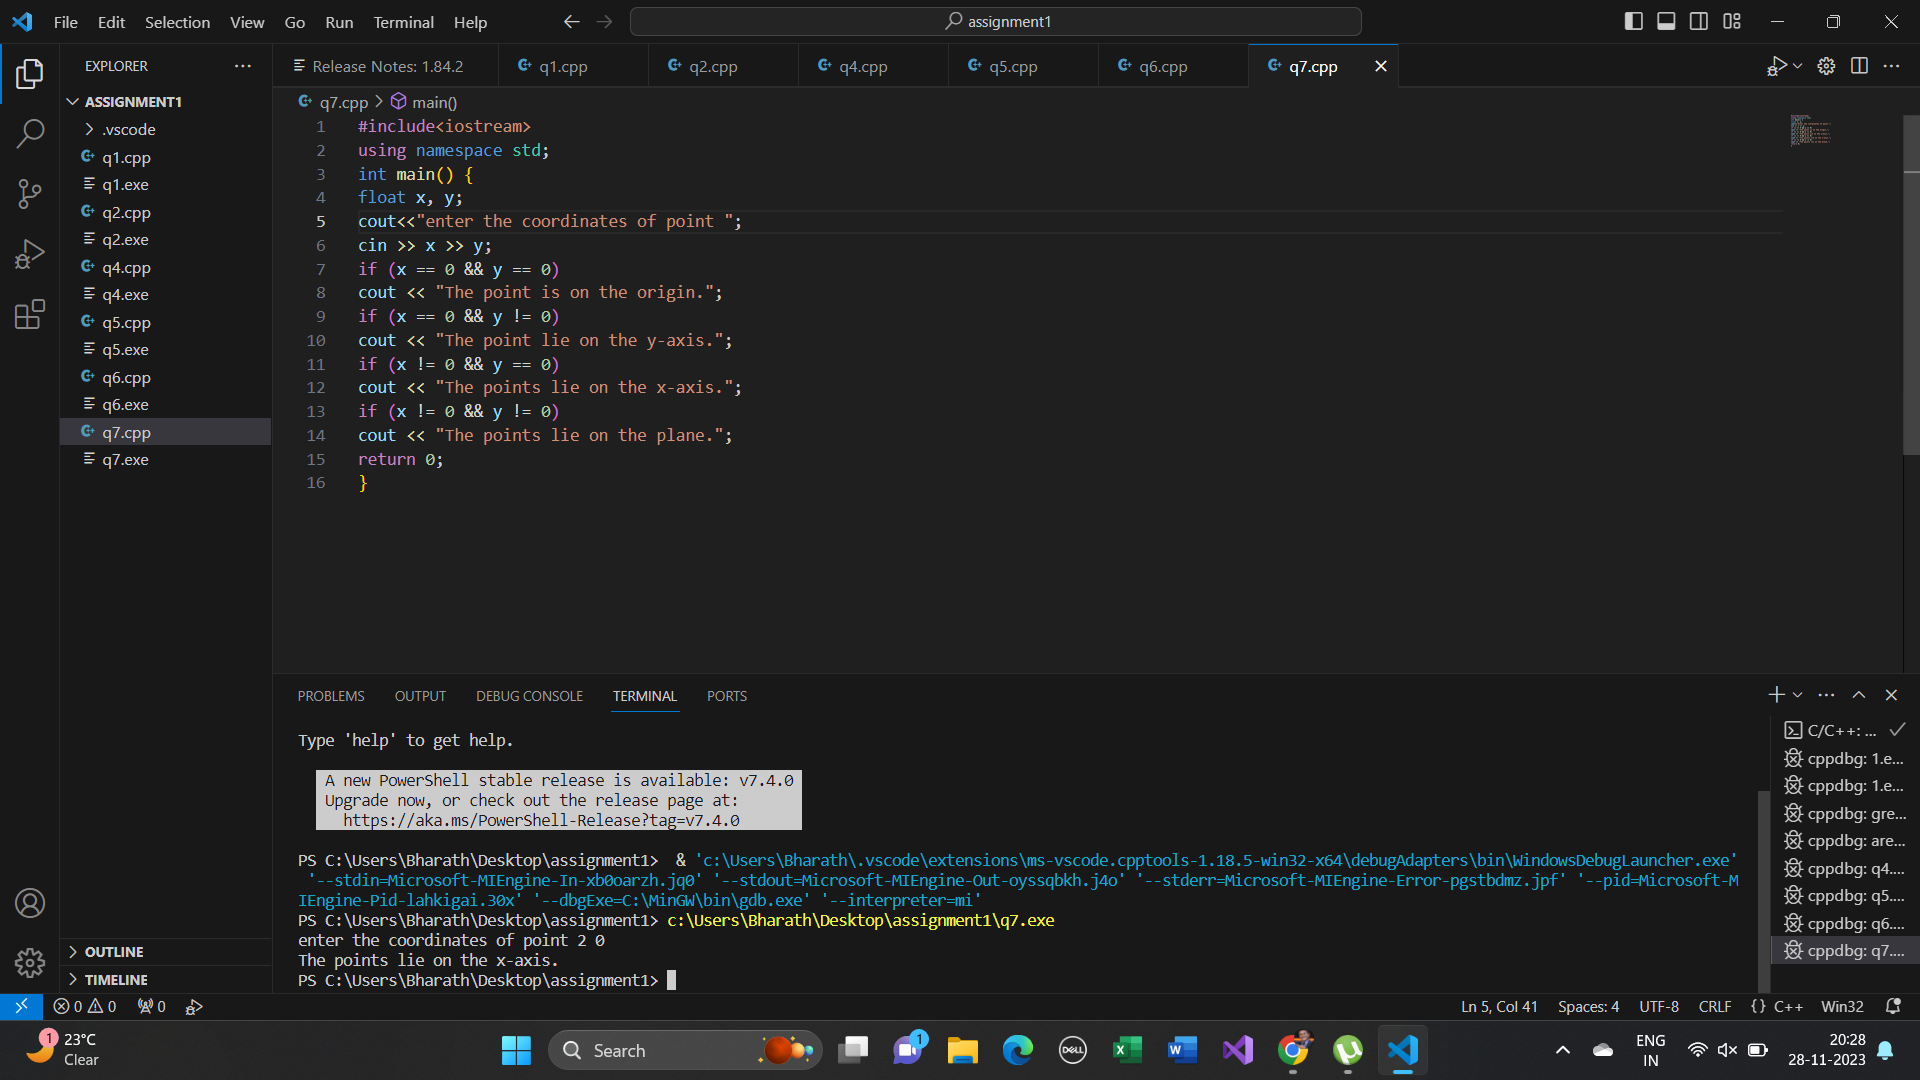 File Edit Selection View Go Run Terminal Help
assignment1
EXPLORER
Release Notes: 1.84.2
q1.cpp
q2.cpp
q4.cpp
q5.cpp
q6.cpp
q7.cpp
ASSIGNMENT1
.vscode
q1.cpp
q1.exe
q2.cpp
q2.exe
q4.cpp
q4.exe
q5.cpp
q5.exe
q6.cpp
q6.exe
q7.cpp
q7.exe
OUTLINE
TIMELINE
q7.cpp > main()
1 #include<iostream>
2 using namespace std;
3 int main() {
4 float x, y;
5 cout<<"enter the coordinates of point ";
6 cin >> x >> y;
7 if (x == 0 && y == 0)
8 cout << "The point is on the origin.";
9 if (x == 0 && y != 0)
10 cout << "The point lie on the y-axis.";
11 if (x != 0 && y == 0)
12 cout << "The points lie on the x-axis.";
13 if (x != 0 && y != 0)
14 cout << "The points lie on the plane.";
15 return 0;
16 }
PROBLEMS OUTPUT DEBUG CONSOLE TERMINAL PORTS
Type 'help' to get help.
A new PowerShell stable release is available: v7.4.0
Upgrade now, or check out the release page at:
https://aka.ms/PowerShell-Release?tag=v7.4.0
PS C:\Users\Bharath\Desktop\assignment1>  & 'c:\Users\Bharath\.vscode\extensions\ms-vscode.cpptools-1.18.5-win32-x64\debugAdapters\bin\WindowsDebugLauncher.exe'
'--stdin=Microsoft-MIEngine-In-xb0oarzh.jq0' '--stdout=Microsoft-MIEngine-Out-oyssqbkh.j4o' '--stderr=Microsoft-MIEngine-Error-pgstbdmz.jpf' '--pid=Microsoft-M
IEngine-Pid-lahkigai.30x' '--dbgExe=C:\MinGW\bin\gdb.exe' '--interpreter=mi'
PS C:\Users\Bharath\Desktop\assignment1> c:\Users\Bharath\Desktop\assignment1\q7.exe
enter the coordinates of point 2 0
The points lie on the x-axis.
PS C:\Users\Bharath\Desktop\assignment1>
C/C++: ...
cppdbg: 1.e...
cppdbg: 1.e...
cppdbg: gre...
cppdbg: are...
cppdbg: q4....
cppdbg: q5....
cppdbg: q6....
cppdbg: q7....
0 0 0
Ln 5, Col 41 Spaces: 4 UTF-8 CRLF {} C++ Win32
1
23°C
Clear
Search
1
DELL
X
W
ENG
IN
20:28
28-11-2023